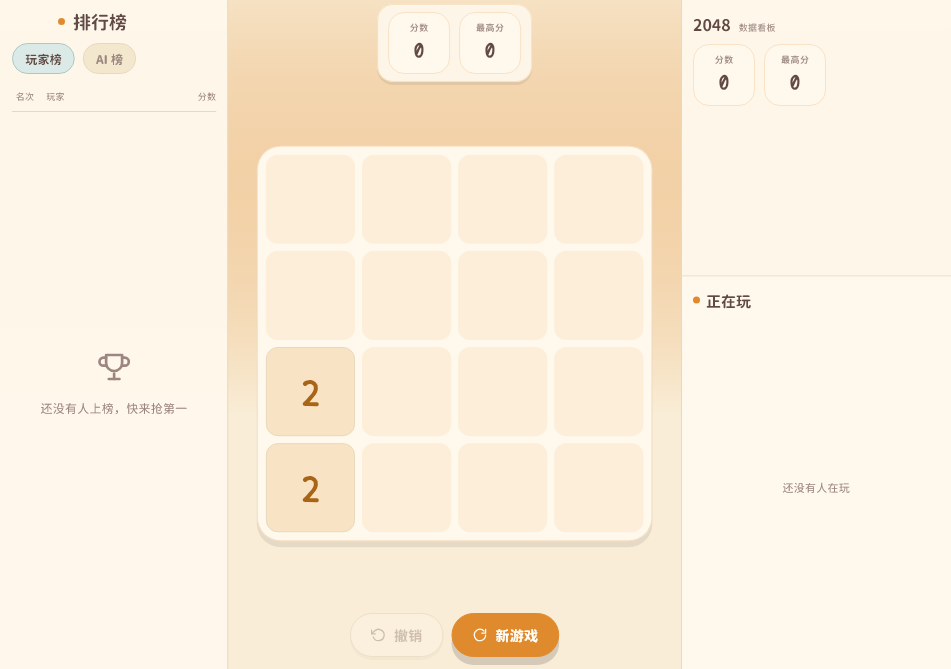 排行榜
玩家榜 AI 榜
名次 玩家 分数
还没有人上榜，快来抢第一
分数 最高分
0 0
2
2
撤销 新游戏
2048 数据看板
分数 最高分
0 0
正在玩
还没有人在玩